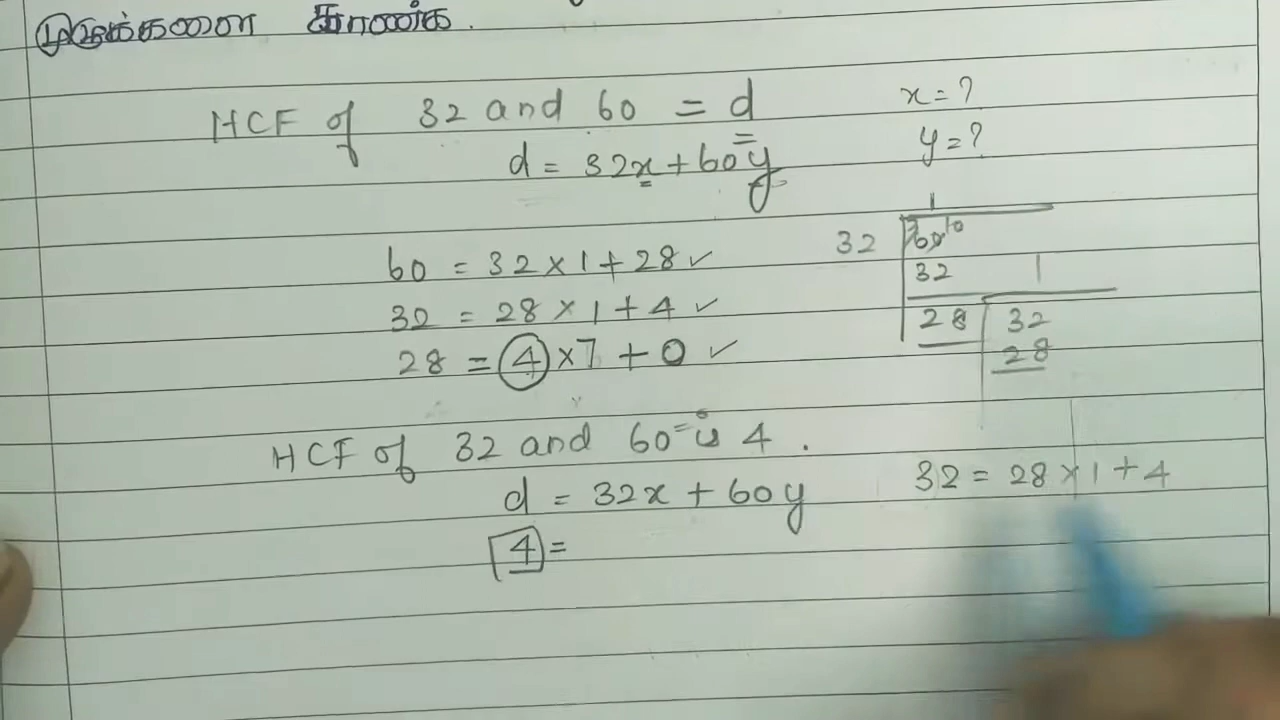 HCF of 32 and 60 = d
x = ?
d = 32x + 60y
y = ?
60 = 32 × 1 + 28 ✓
32 = 28 × 1 + 4 ✓
28 = 4 × 7 + 0 ✓
1
32
32 1
28 32
28
HCF of 32 and 60 is 4 .
d = 32x + 60y
32 = 28 × 1 + 4
4 =